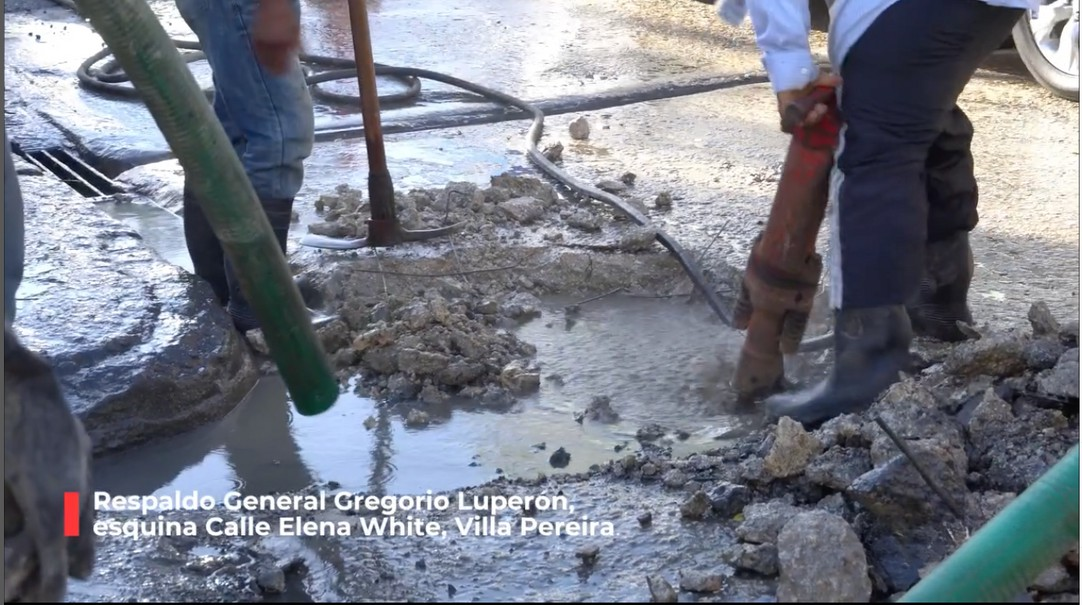 Respaldo General Gregorio Luperón,
esquina Calle Elena White, Villa Pereira